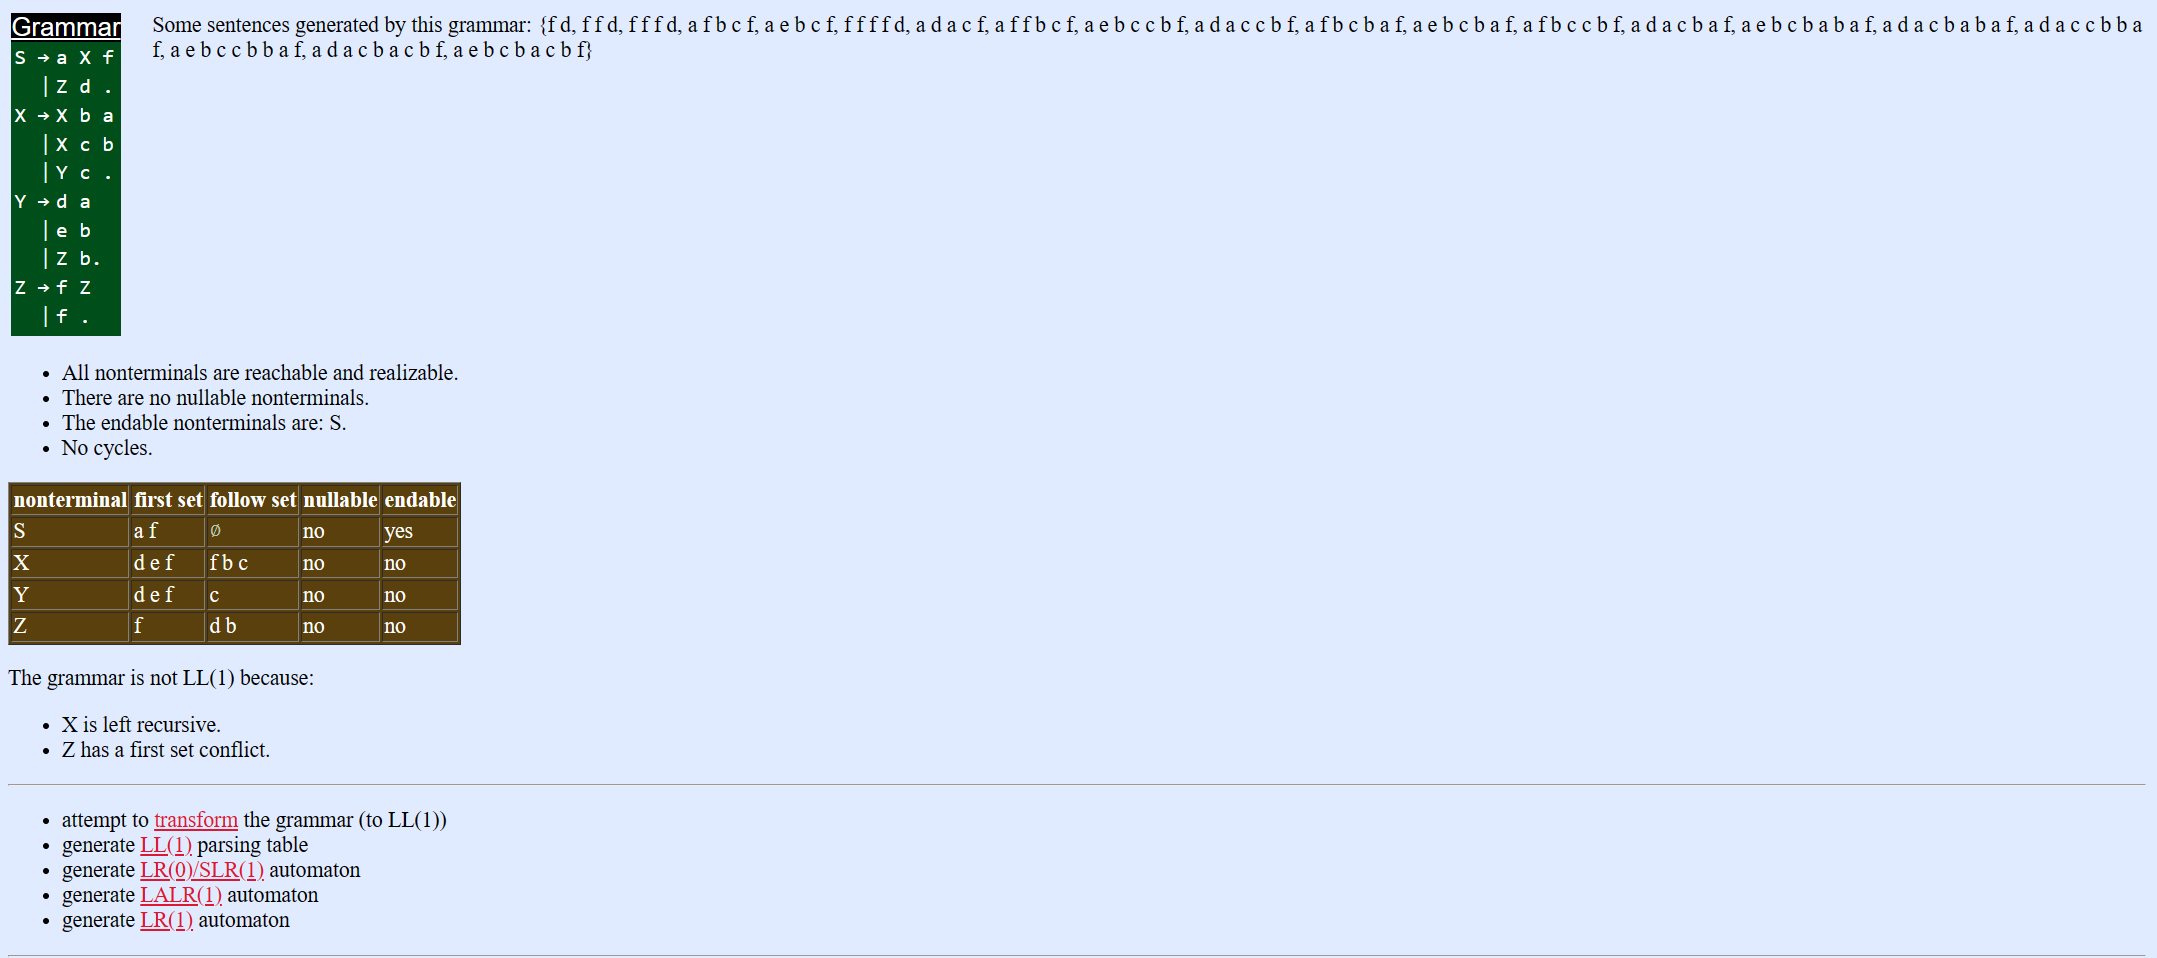 Grammar
S → a X f
| Z d .
X → X b a
| X c b
| Y c .
Y → d a
| e b
| Z b.
Z → f Z
| f .
Some sentences generated by this grammar: {f d, f f d, f f f d, a f b c f, a e b c f, f f f f d, a d a c f, a f f b c f, a e b c c b f, a d a c c b f, a f b c b a f, a e b c b a f, a f b c c b f, a d a c b a f, a e b c b a b a f, a d a c b a b a f, a d a c c b b a
f, a e b c c b b a f, a d a c b a c b f, a e b c b a c b f}
• All nonterminals are reachable and realizable.
• There are no nullable nonterminals.
• The endable nonterminals are: S.
• No cycles.
nonterminal first set follow set nullable endable
S a f ∅ no yes
X d e f f b c no no
Y d e f c no no
Z f d b no no
The grammar is not LL(1) because:
• X is left recursive.
• Z has a first set conflict.
• attempt to transform the grammar (to LL(1))
• generate LL(1) parsing table
• generate LR(0)/SLR(1) automaton
• generate LALR(1) automaton
• generate LR(1) automaton